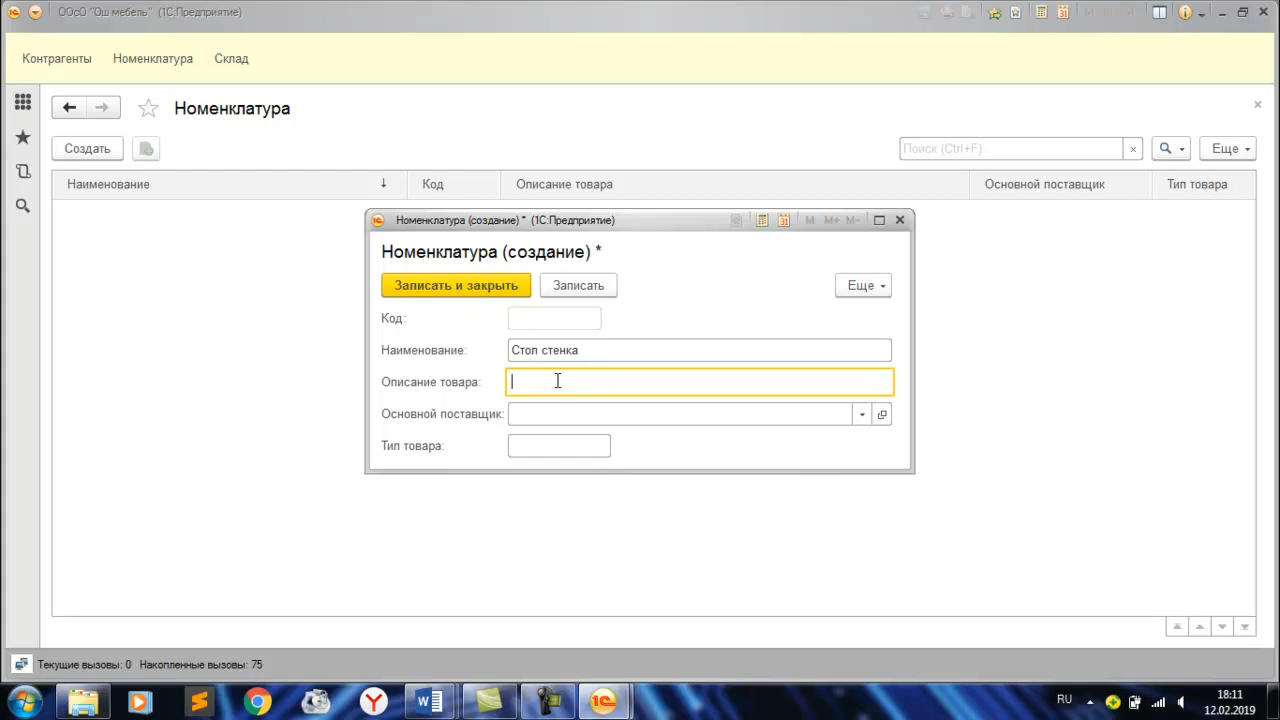 ОсОО "Ош мебель" (1С:Предприятие)
Контрагенты Номенклатура Склад
Номенклатура
Создать Поиск (Ctrl+F) × Еще
Наименование ↓ Код Описание товара Основной поставщик Тип товара
Номенклатура (создание) * (1С:Предприятие) M M+ M-
Номенклатура (создание) *
Записать и закрыть Записать Еще
Код:
Наименование: Стол стенка
Описание товара:
Основной поставщик:
Тип товара:
Текущие вызовы: 0 Накопленные вызовы: 75
RU 18:11
12.02.2019